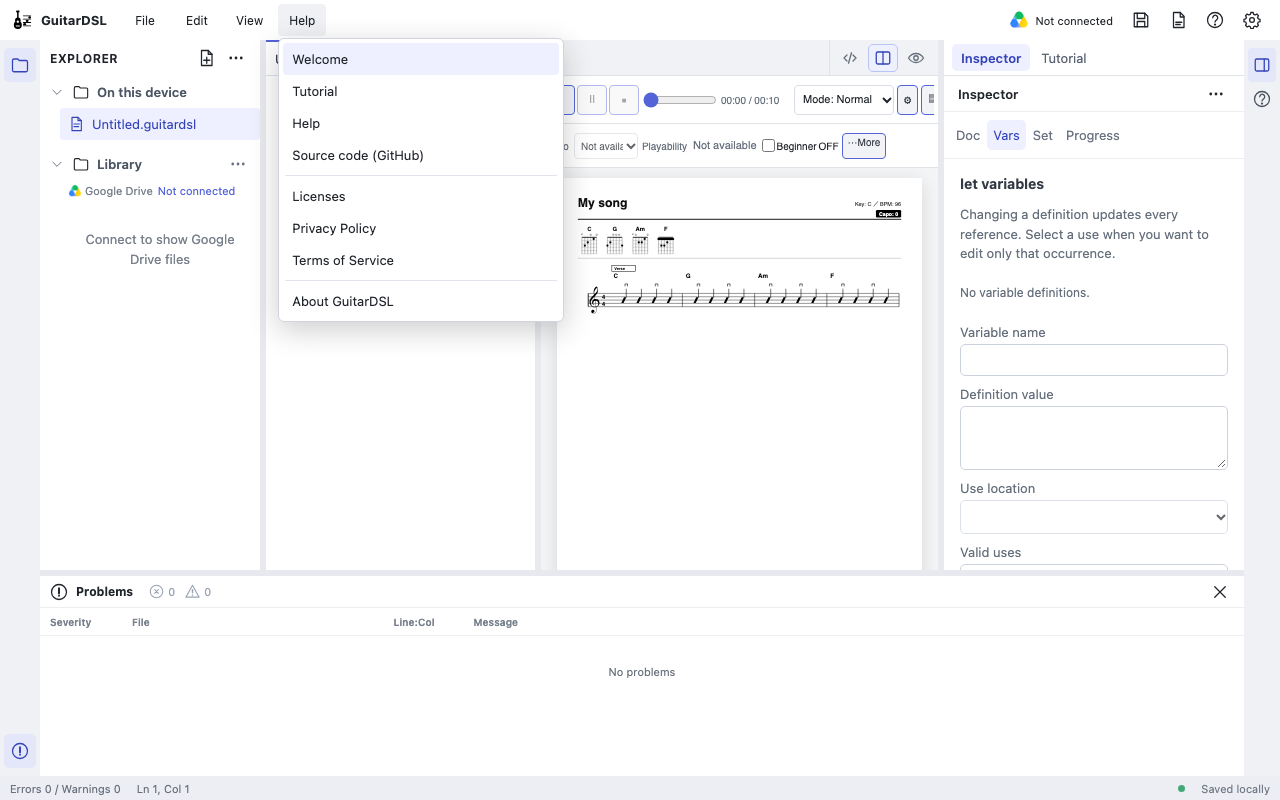 GuitarDSL File Edit View Help Not connected
EXPLORER
On this device
Untitled.guitardsl
Library
Google Drive Not connected
Connect to show Google
Drive files
Welcome
Tutorial
Help
Source code (GitHub)
Licenses
Privacy Policy
Terms of Service
About GuitarDSL
00:00 / 00:10 Mode: Normal
Playability Not available Beginner OFF ···More
My song
Key: C / BPM: 96
Capo: 0
C G Am F
Verse
C G Am F
Inspector Tutorial
Inspector
Doc Vars Set Progress
let variables
Changing a definition updates every
reference. Select a use when you want to
edit only that occurrence.
No variable definitions.
Variable name
Definition value
Use location
Valid uses
Problems 0 0
Severity File Line:Col Message
No problems
Errors 0 / Warnings 0 Ln 1, Col 1 Saved locally